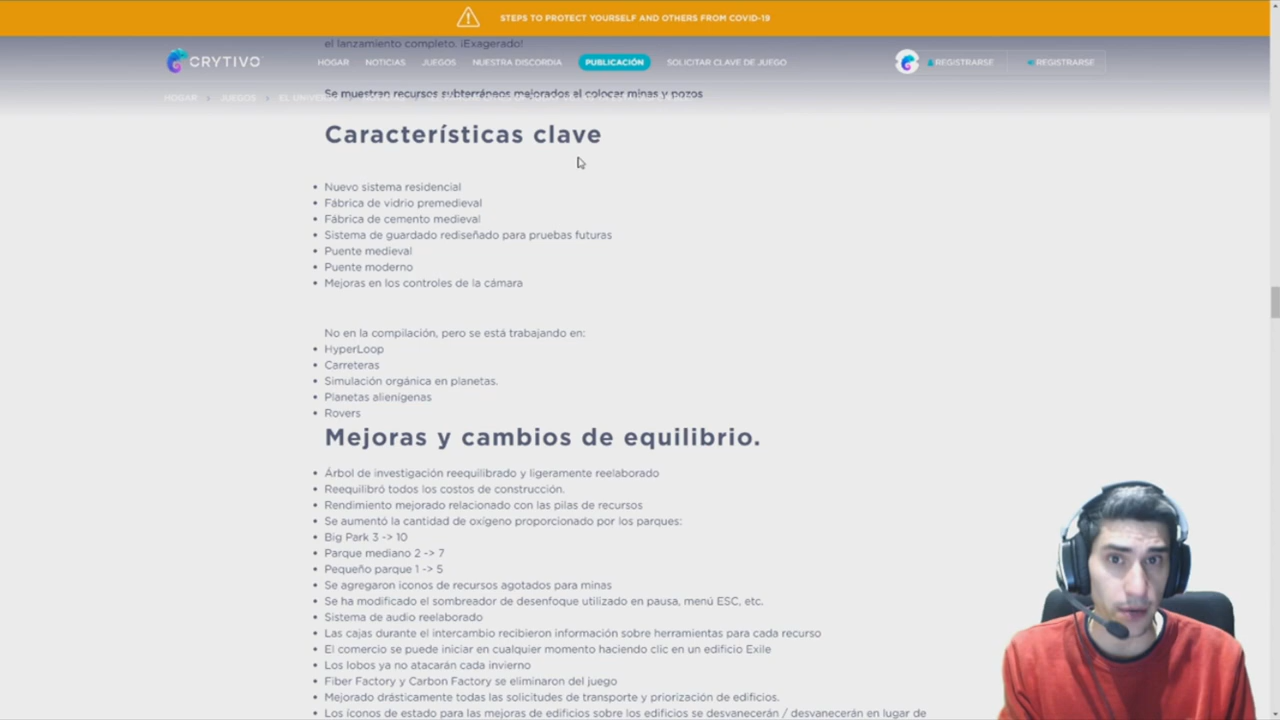 STEPS TO PROTECT YOURSELF AND OTHERS FROM COVID-19
el lanzamiento completo. ¡Exagerado!
CRYTIVO HOGAR NOTICIAS JUEGOS NUESTRA DISCORDIA PUBLICACIÓN SOLICITAR CLAVE DE JUEGO REGISTRARSE REGISTRARSE
HOGAR > JUEGOS > EL UNIVERSO
Se muestran recursos subterráneos mejorados al colocar minas y pozos
Características clave
• Nuevo sistema residencial
• Fábrica de vidrio premedieval
• Fábrica de cemento medieval
• Sistema de guardado rediseñado para pruebas futuras
• Puente medieval
• Puente moderno
• Mejoras en los controles de la cámara
No en la compilación, pero se está trabajando en:
• HyperLoop
• Carreteras
• Simulación orgánica en planetas.
• Planetas alienígenas
• Rovers
Mejoras y cambios de equilibrio.
• Árbol de investigación reequilibrado y ligeramente reelaborado
• Reequilibró todos los costos de construcción.
• Rendimiento mejorado relacionado con las pilas de recursos
• Se aumentó la cantidad de oxígeno proporcionado por los parques:
• Big Park 3 -> 10
• Parque mediano 2 -> 7
• Pequeño parque 1 -> 5
• Se agregaron iconos de recursos agotados para minas
• Se ha modificado el sombreador de desenfoque utilizado en pausa, menú ESC, etc.
• Sistema de audio reelaborado
• Las cajas durante el intercambio recibieron información sobre herramientas para cada recurso
• El comercio se puede iniciar en cualquier momento haciendo clic en un edificio Exile
• Los lobos ya no atacarán cada invierno
• Fiber Factory y Carbon Factory se eliminaron del juego
• Mejorado drásticamente todas las solicitudes de transporte y priorización de edificios.
• Los íconos de estado para las mejoras de edificios sobre los edificios se desvanecerán / desvanecerán en lugar de